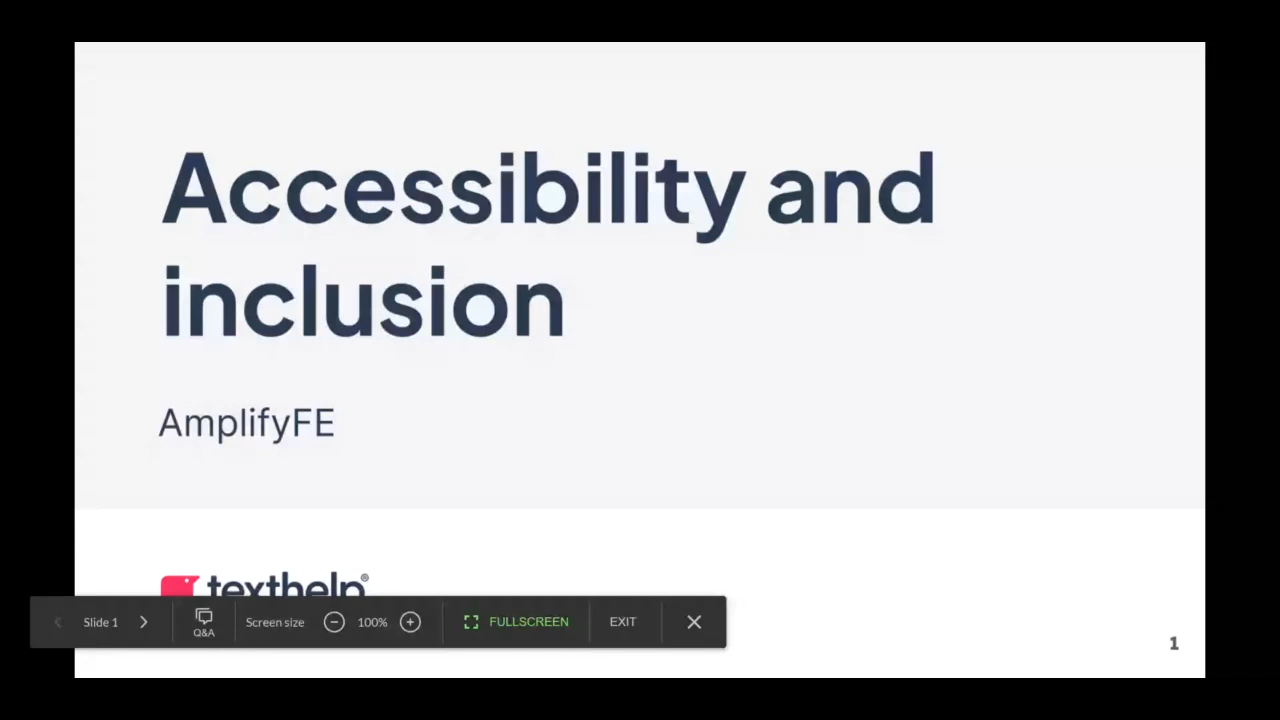 Accessibility and
inclusion
AmplifyFE
texthelp®
Slide 1
Q&A
Screen size
100%
FULLSCREEN
EXIT
1